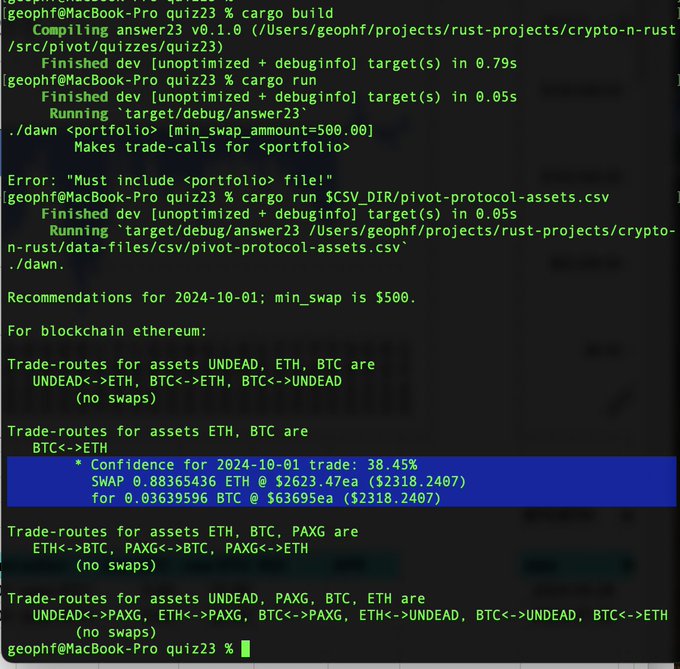 geophf@MacBook-Pro quiz23 % cargo build
Compiling answer23 v0.1.0 (/Users/geophf/projects/rust-projects/crypto-n-rust
/src/pivot/quizzes/quiz23)
Finished dev [unoptimized + debuginfo] target(s) in 0.79s
[geophf@MacBook-Pro quiz23 % cargo run
Finished dev [unoptimized + debuginfo] target(s) in 0.05s
Running `target/debug/answer23`
./dawn <portfolio> [min_swap_ammount=500.00]
Makes trade-calls for <portfolio>
Error: "Must include <portfolio> file!"
[geophf@MacBook-Pro quiz23 % cargo run $CSV_DIR/pivot-protocol-assets.csv
Finished dev [unoptimized + debuginfo] target(s) in 0.05s
Running `target/debug/answer23 /Users/geophf/projects/rust-projects/crypto-
n-rust/data-files/csv/pivot-protocol-assets.csv`
./dawn.
Recommendations for 2024-10-01; min_swap is $500.
For blockchain ethereum:
Trade-routes for assets UNDEAD, ETH, BTC are
UNDEAD<->ETH, BTC<->ETH, BTC<->UNDEAD
(no swaps)
Trade-routes for assets ETH, BTC are
BTC<->ETH
* Confidence for 2024-10-01 trade: 38.45%
SWAP 0.88365436 ETH @ $2623.47ea ($2318.2407)
for 0.03639596 BTC @ $63695ea ($2318.2407)
Trade-routes for assets ETH, BTC, PAXG are
ETH<->BTC, PAXG<->BTC, PAXG<->ETH
(no swaps)
Trade-routes for assets UNDEAD, PAXG, BTC, ETH are
UNDEAD<->PAXG, ETH<->PAXG, BTC<->PAXG, ETH<->UNDEAD, BTC<->UNDEAD, BTC<->ETH
(no swaps)
geophf@MacBook-Pro quiz23 %